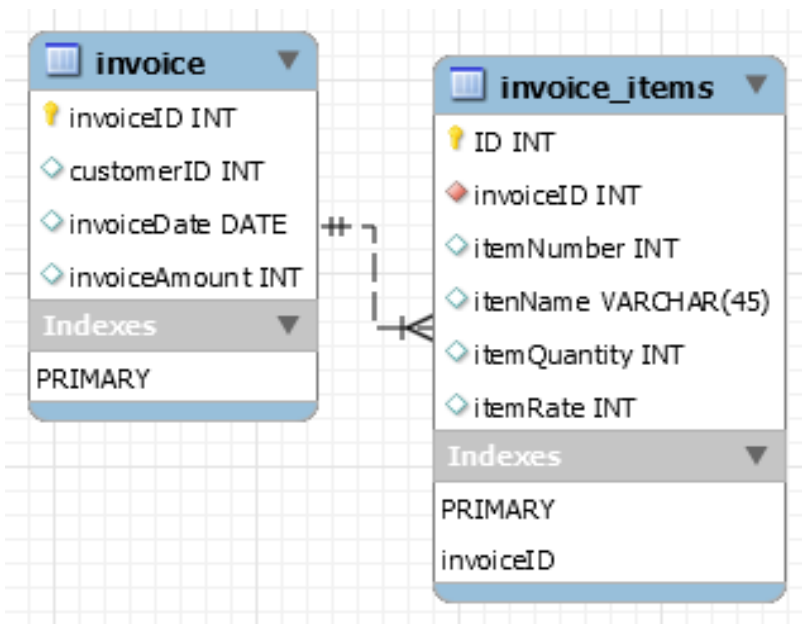 invoice
invoiceID INT
customerID INT
invoiceDate DATE
invoiceAmount INT
Indexes
PRIMARY
invoice_items
ID INT
invoiceID INT
itemNumber INT
itenName VARCHAR(45)
itemQuantity INT
itemRate INT
Indexes
PRIMARY
invoiceID